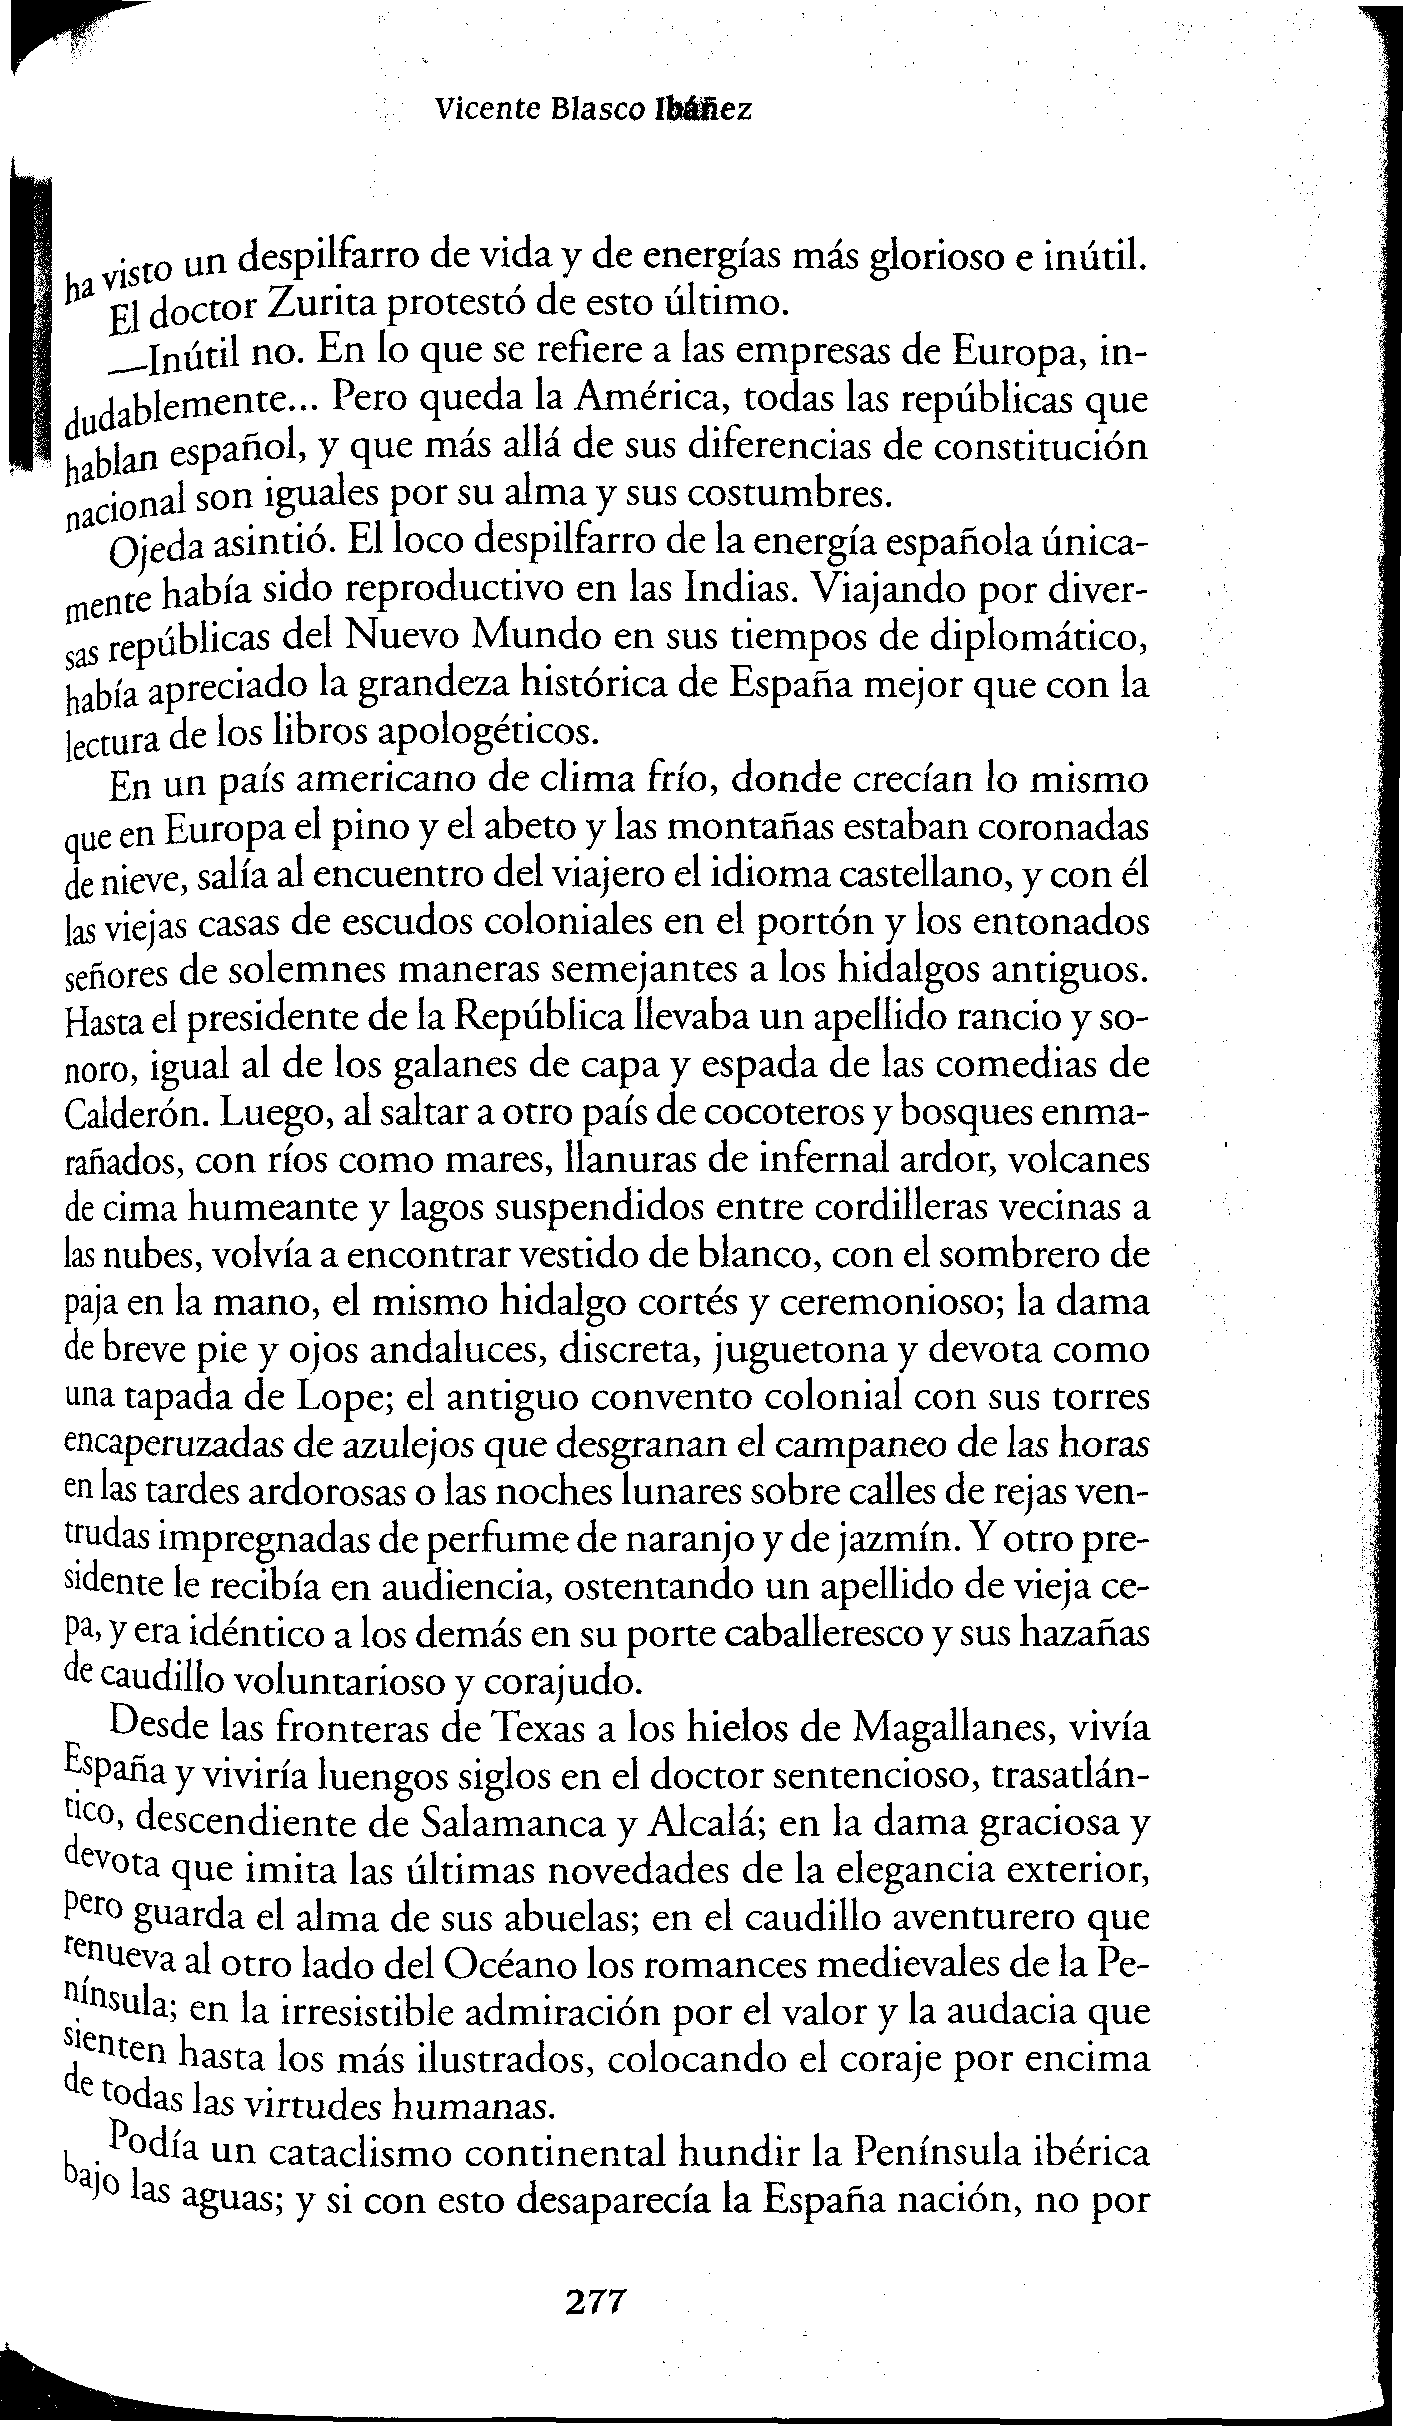 Vicente Blasco Ibáñez
ha visto un despilfarro de vida y de energías más glorioso e inútil.
El doctor Zurita protestó de esto último.
—Inútil no. En lo que se refiere a las empresas de Europa, in-
dudablemente... Pero queda la América, todas las repúblicas que
hablan español, y que más allá de sus diferencias de constitución
nacional son iguales por su alma y sus costumbres.
Ojeda asintió. El loco despilfarro de la energía española única-
mente había sido reproductivo en las Indias. Viajando por diver-
sas repúblicas del Nuevo Mundo en sus tiempos de diplomático,
había apreciado la grandeza histórica de España mejor que con la
lectura de los libros apologéticos.
En un país americano de clima frío, donde crecían lo mismo
que en Europa el pino y el abeto y las montañas estaban coronadas
de nieve, salía al encuentro del viajero el idioma castellano, y con él
las viejas casas de escudos coloniales en el portón y los entonados
señores de solemnes maneras semejantes a los hidalgos antiguos.
Hasta el presidente de la República llevaba un apellido rancio y so-
noro, igual al de los galanes de capa y espada de las comedias de
Calderón. Luego, al saltar a otro país de cocoteros y bosques enma-
rañados, con ríos como mares, llanuras de infernal ardor, volcanes
de cima humeante y lagos suspendidos entre cordilleras vecinas a
las nubes, volvía a encontrar vestido de blanco, con el sombrero de
paja en la mano, el mismo hidalgo cortés y ceremonioso; la dama
de breve pie y ojos andaluces, discreta, juguetona y devota como
una tapada de Lope; el antiguo convento colonial con sus torres
encaperuzadas de azulejos que desgranan el campaneo de las horas
en las tardes ardorosas o las noches lunares sobre calles de rejas ven-
trudas impregnadas de perfume de naranjo y de jazmín. Y otro pre-
sidente le recibía en audiencia, ostentando un apellido de vieja ce-
pa, y era idéntico a los demás en su porte caballeresco y sus hazañas
de caudillo voluntarioso y corajudo.
Desde las fronteras de Texas a los hielos de Magallanes, vivía
España y viviría luengos siglos en el doctor sentencioso, trasatlán-
tico, descendiente de Salamanca y Alcalá; en la dama graciosa y
devota que imita las últimas novedades de la elegancia exterior,
pero guarda el alma de sus abuelas; en el caudillo aventurero que
renueva al otro lado del Océano los romances medievales de la Pe-
nínsula; en la irresistible admiración por el valor y la audacia que
sienten hasta los más ilustrados, colocando el coraje por encima
de todas las virtudes humanas.
Podía un cataclismo continental hundir la Península ibérica
bajo las aguas; y si con esto desaparecía la España nación, no por
277